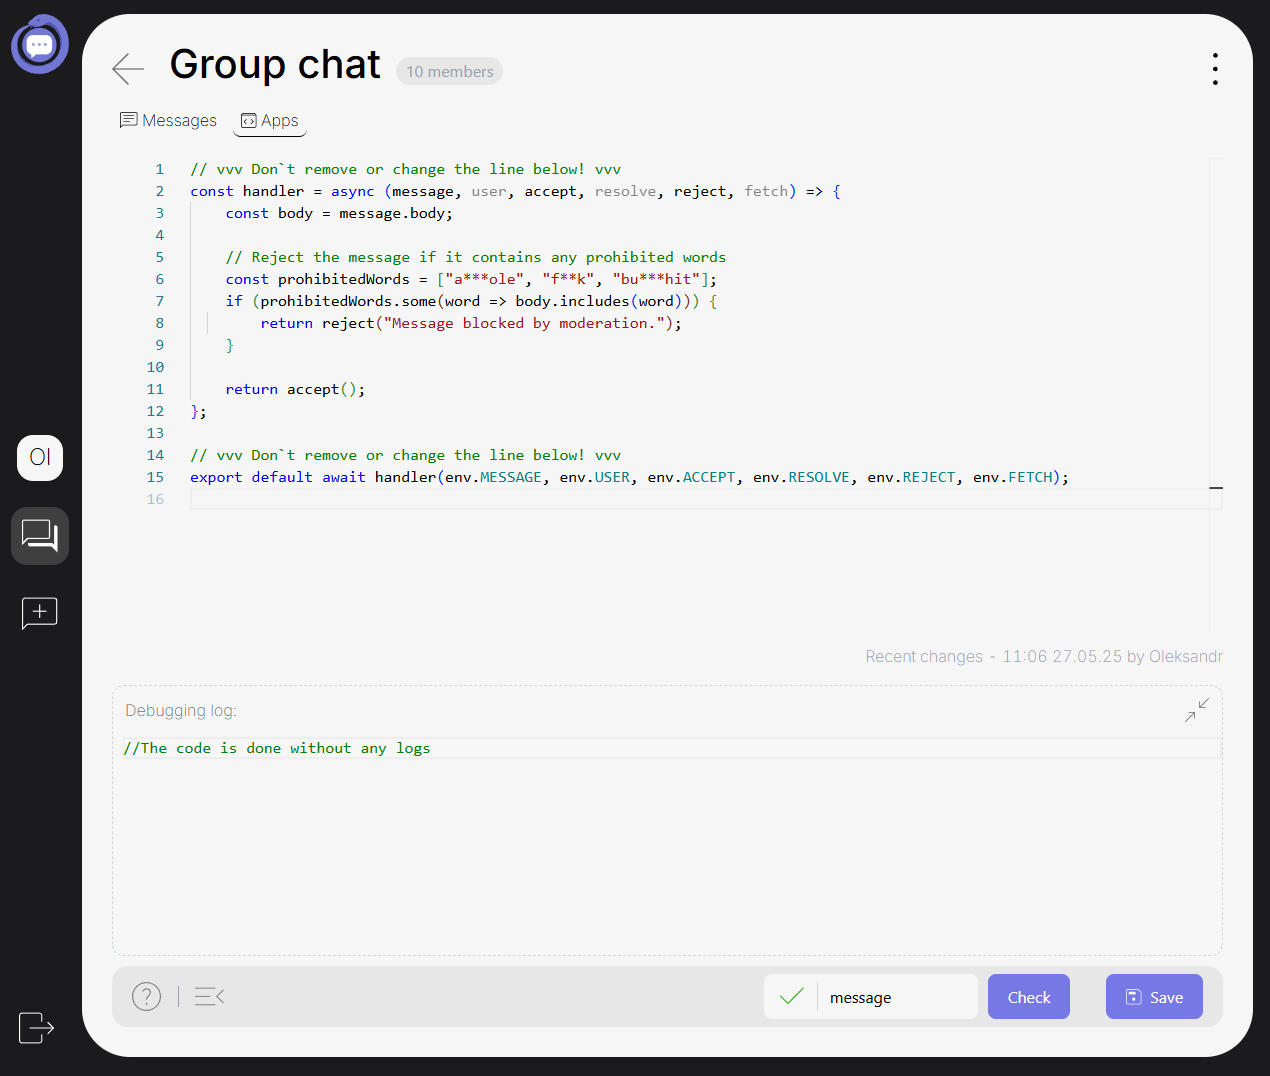 Group chat
10 members
Messages
Apps
1 // vvv Don`t remove or change the line below! vvv
2 const handler = async (message, user, accept, resolve, reject, fetch) => {
3 const body = message.body;
4
5 // Reject the message if it contains any prohibited words
6 const prohibitedWords = ["a***ole", "f**k", "bu***hit"];
7 if (prohibitedWords.some(word => body.includes(word))) {
8 return reject("Message blocked by moderation.");
9 }
10
11 return accept();
12 };
13
14 // vvv Don`t remove or change the line below! vvv
15 export default await handler(env.MESSAGE, env.USER, env.ACCEPT, env.RESOLVE, env.REJECT, env.FETCH);
16
Ol
Recent changes - 11:06 27.05.25 by Oleksandr
Debugging log:
//The code is done without any logs
?
message
Check
Save